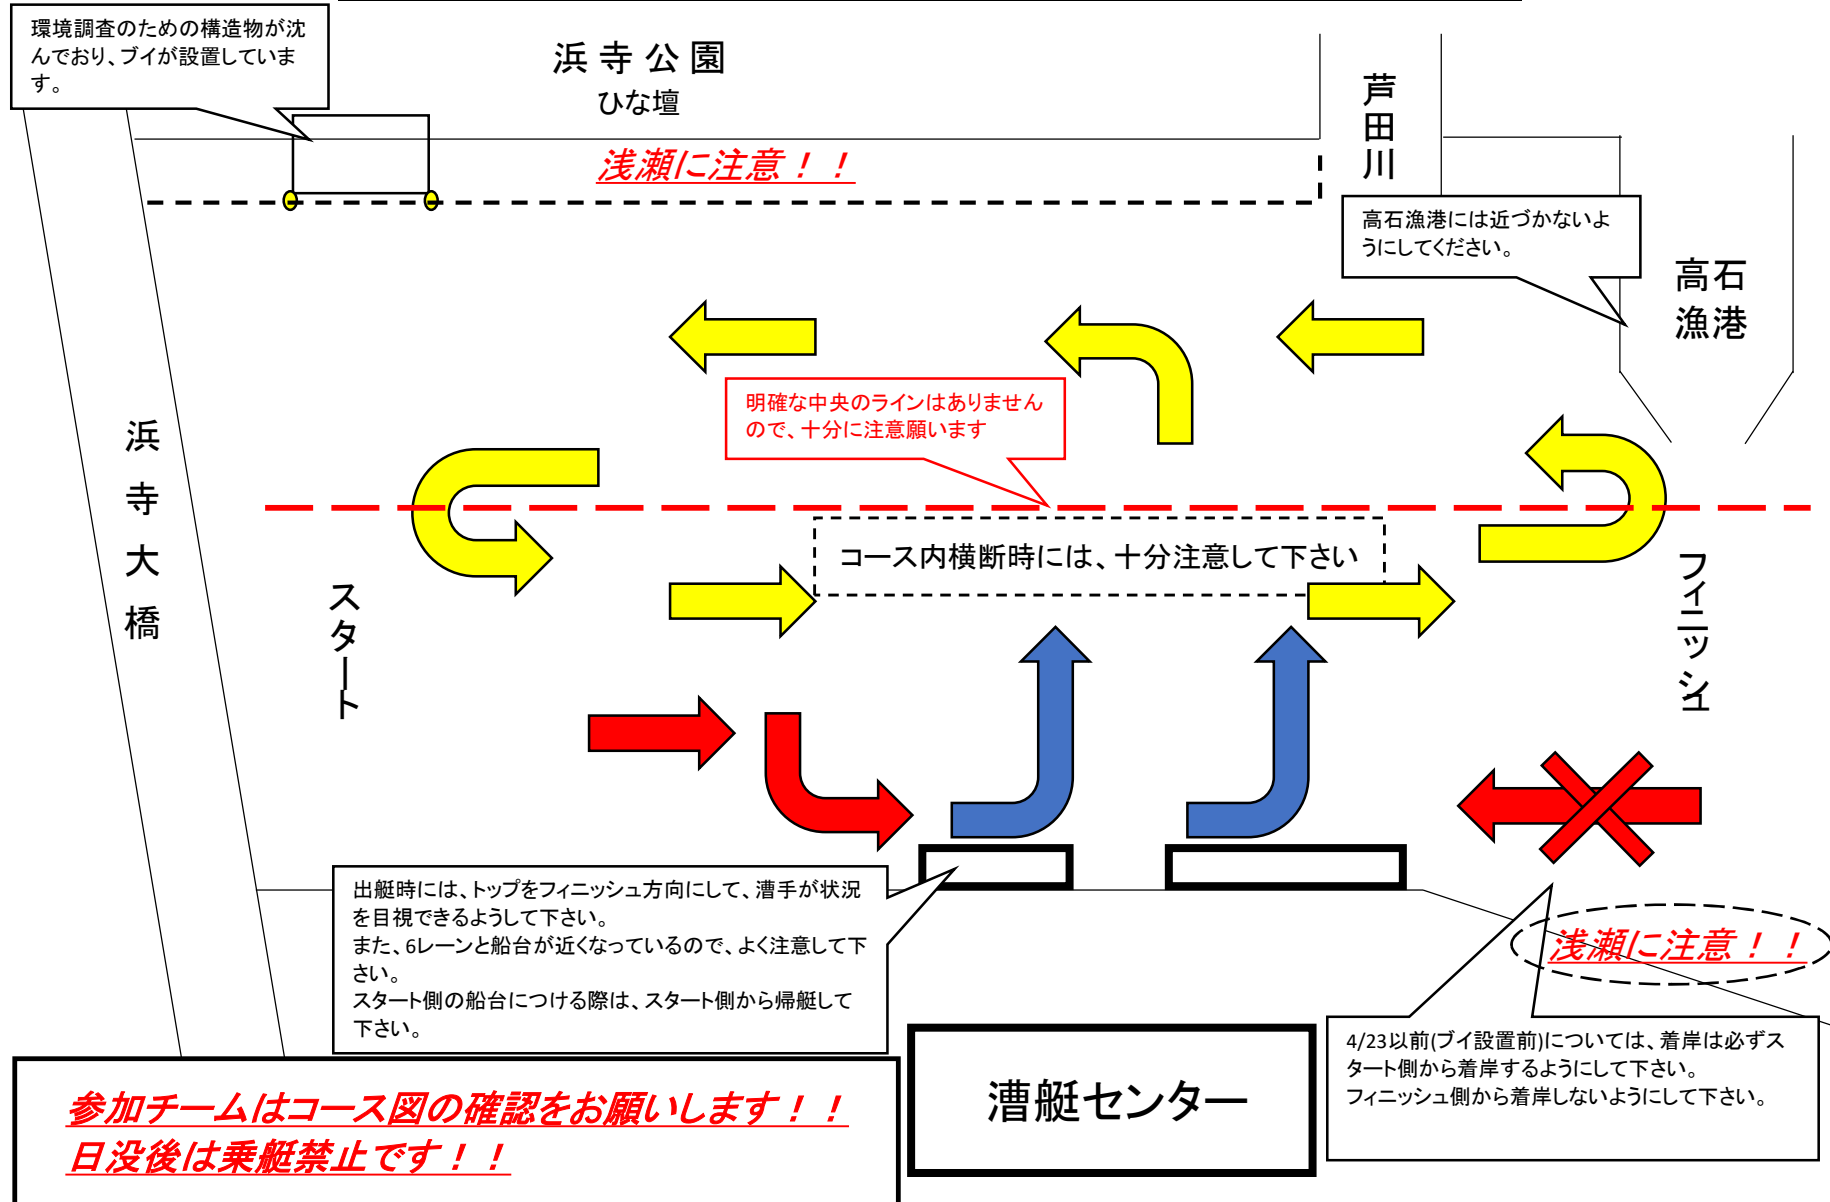 環境調査のための構造物が沈
んでおり、ブイが設置していま
す。
浜寺公園
ひな壇
芦田川
浅瀬に注意！！
高石漁港には近づかないよ
うにしてください。
高石
漁港
明確な中央のラインはありません
ので、十分に注意願います
浜寺大橋
コース内横断時には、十分注意して下さい
スタート
フィニッシュ
出艇時には、トップをフィニッシュ方向にして、漕手が状況
を目視できるようして下さい。
また、6レーンと船台が近くなっているので、よく注意して下
さい。
スタート側の船台につける際は、スタート側から帰艇して
下さい。
浅瀬に注意！！
4/23以前(ブイ設置前)については、着岸は必ずス
タート側から着岸するようにして下さい。
フィニッシュ側から着岸しないようにして下さい。
漕艇センター
参加チームはコース図の確認をお願いします！！
日没後は乗艇禁止です！！